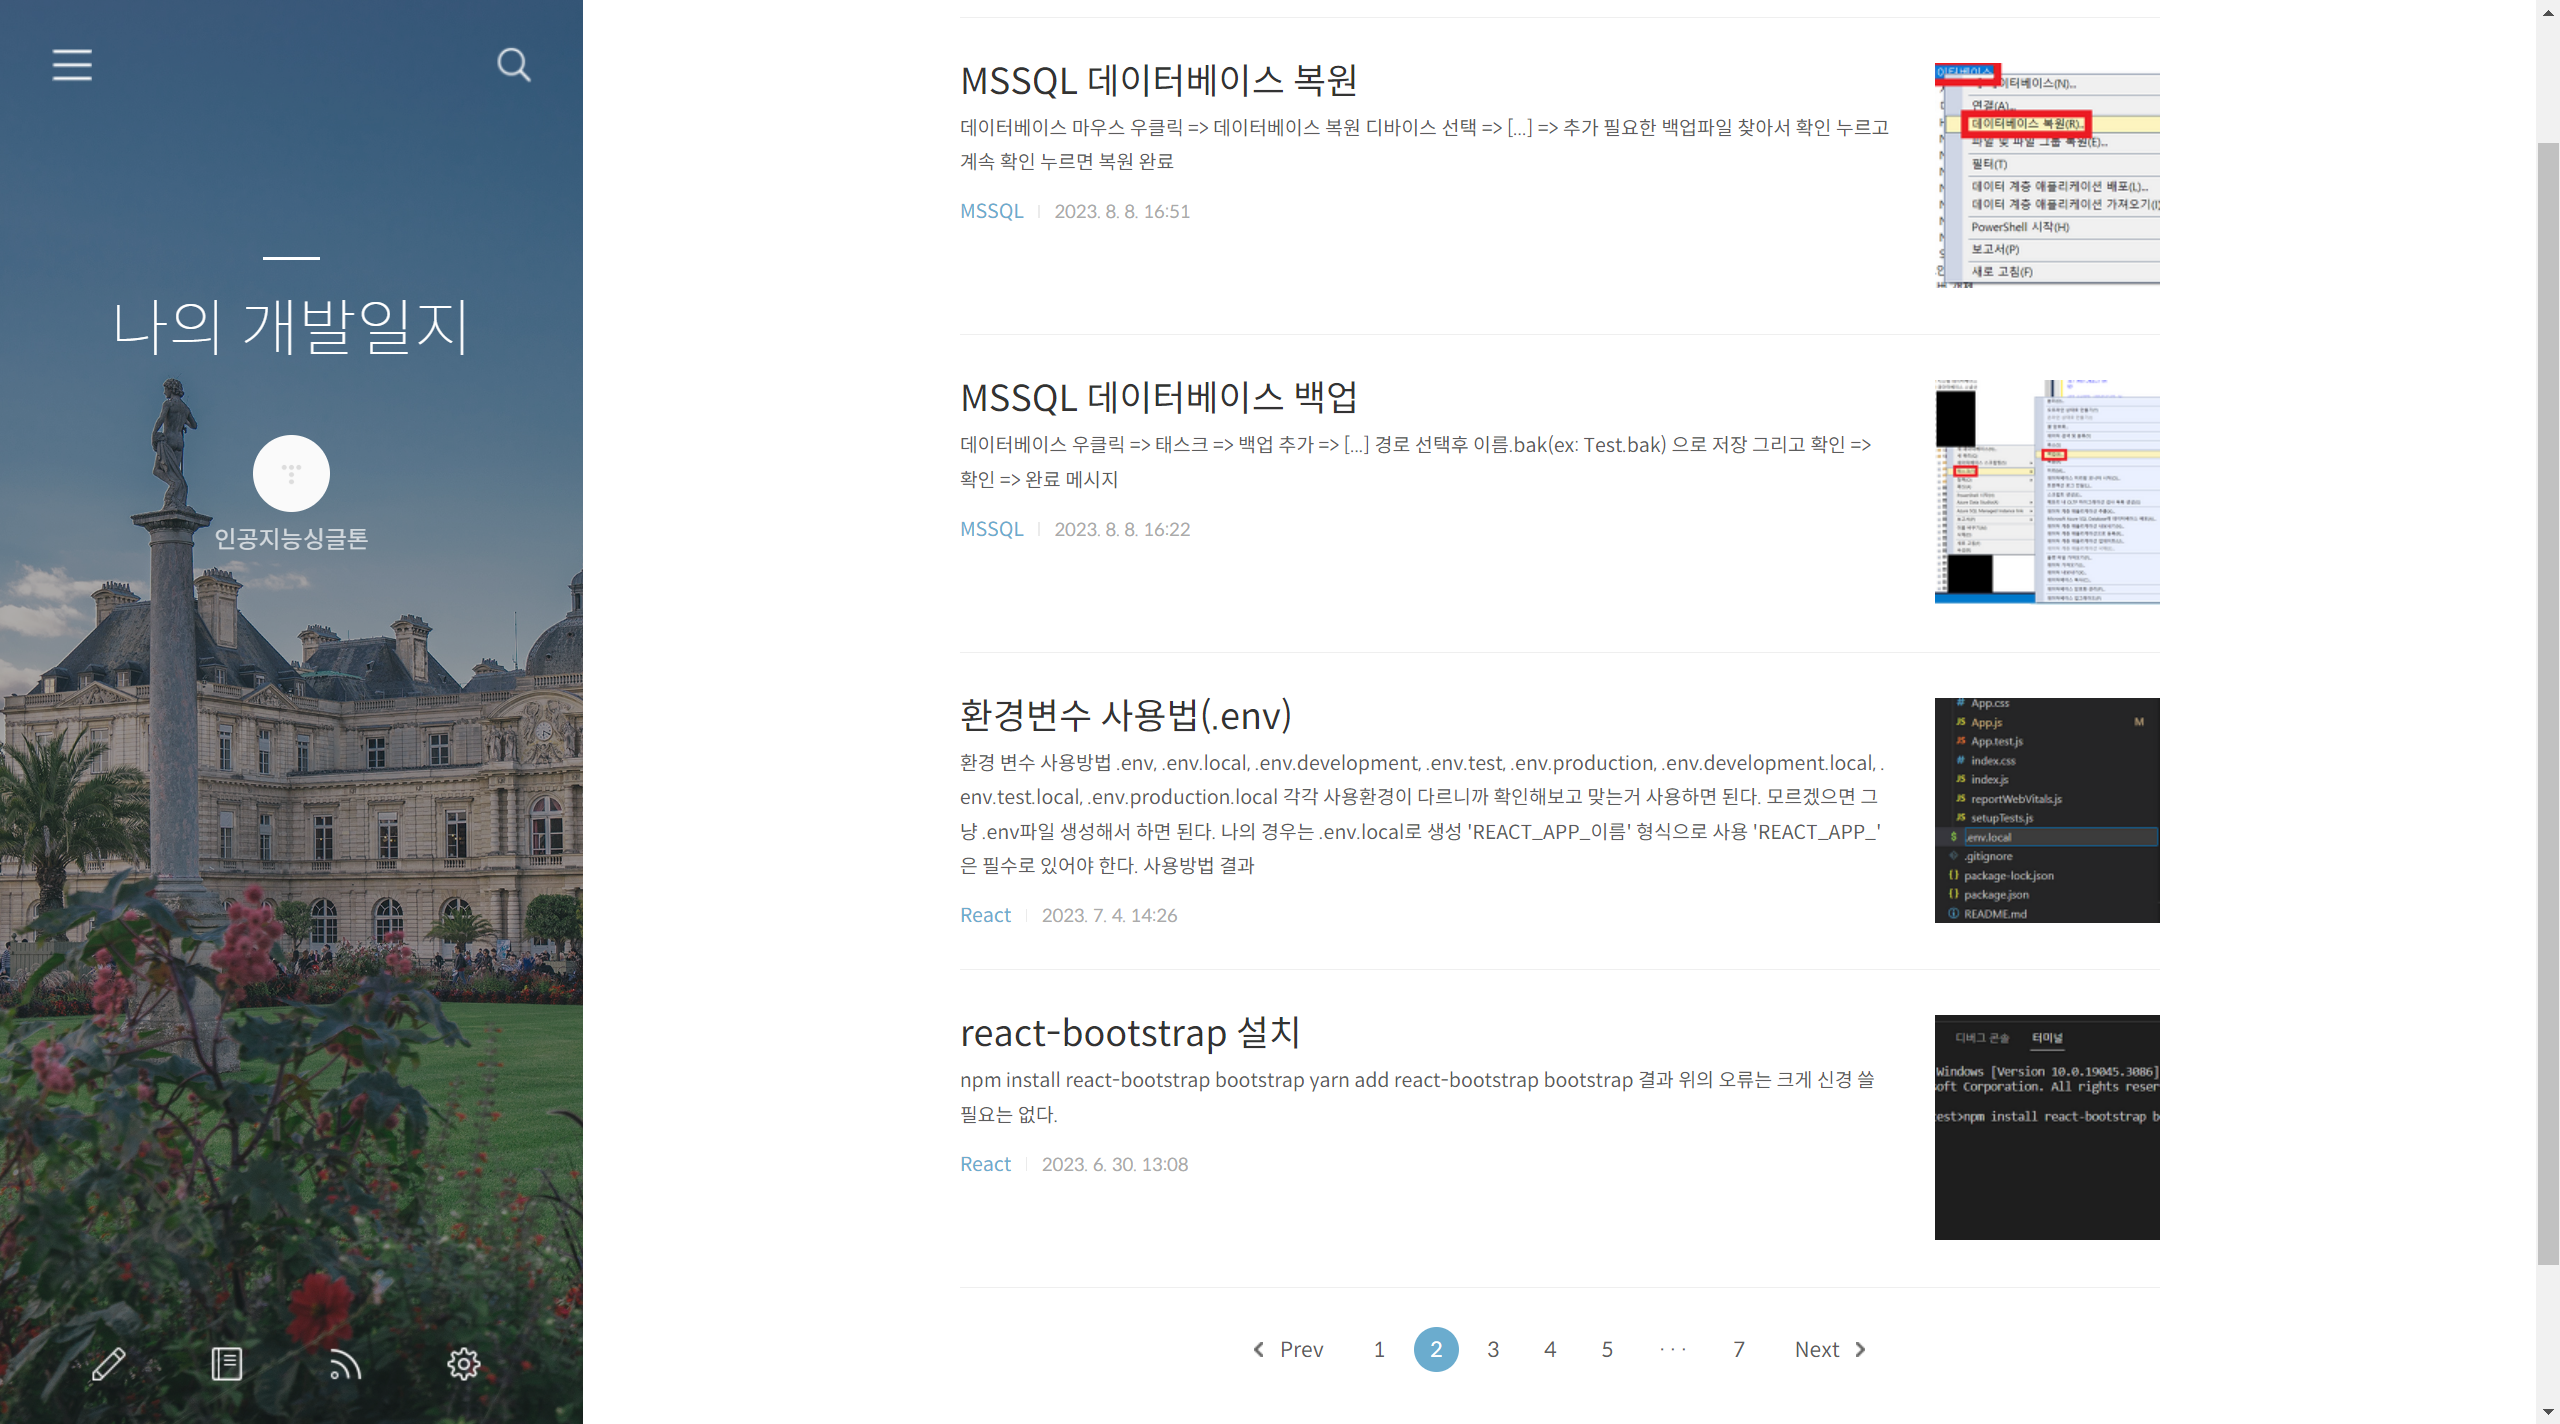 나의 개발일지
인공지능싱글톤
MSSQL 데이터베이스 복원
데이터베이스 마우스 우클릭 => 데이터베이스 복원 디바이스 선택 => [...] => 추가 필요한 백업파일 찾아서 확인 누르고
계속 확인 누르면 복원 완료
MSSQL 2023. 8. 8. 16:51
이터베이스(N)...
연결(A)...
데이터베이스 복원(R)...
파일 및 파일 그룹 복원(E)...
필터(T)
데이터 계층 애플리케이션 배포(L)...
데이터 계층 애플리케이션 가져오기(I)
PowerShell 시작(H)
보고서(P)
새로 고침(F)
MSSQL 데이터베이스 백업
데이터베이스 우클릭 => 태스크 => 백업 추가 => [...] 경로 선택후 이름.bak(ex: Test.bak) 으로 저장 그리고 확인 =>
확인 => 완료 메시지
MSSQL 2023. 8. 8. 16:22
환경변수 사용법(.env)
환경 변수 사용방법 .env, .env.local, .env.development, .env.test, .env.production, .env.development.local, .
env.test.local, .env.production.local 각각 사용환경이 다르니까 확인해보고 맞는거 사용하면 된다. 모르겠으면 그
냥 .env파일 생성해서 하면 된다. 나의 경우는 .env.local로 생성 'REACT_APP_이름' 형식으로 사용 'REACT_APP_'
은 필수로 있어야 한다. 사용방법 결과
React 2023. 7. 4. 14:26
# App.css
JS App.js M
JS App.test.js
# index.css
JS index.js
JS reportWebVitals.js
JS setupTests.js
$ .env.local
.gitignore
{} package-lock.json
{} package.json
README.md
react-bootstrap 설치
npm install react-bootstrap bootstrap yarn add react-bootstrap bootstrap 결과 위의 오류는 크게 신경 쓸
필요는 없다.
React 2023. 6. 30. 13:08
디버그 콘솔 터미널
Windows [Version 10.0.19045.3086]
soft Corporation. All rights reser
test>npm install react-bootstrap b
Prev 1 2 3 4 5 ··· 7 Next